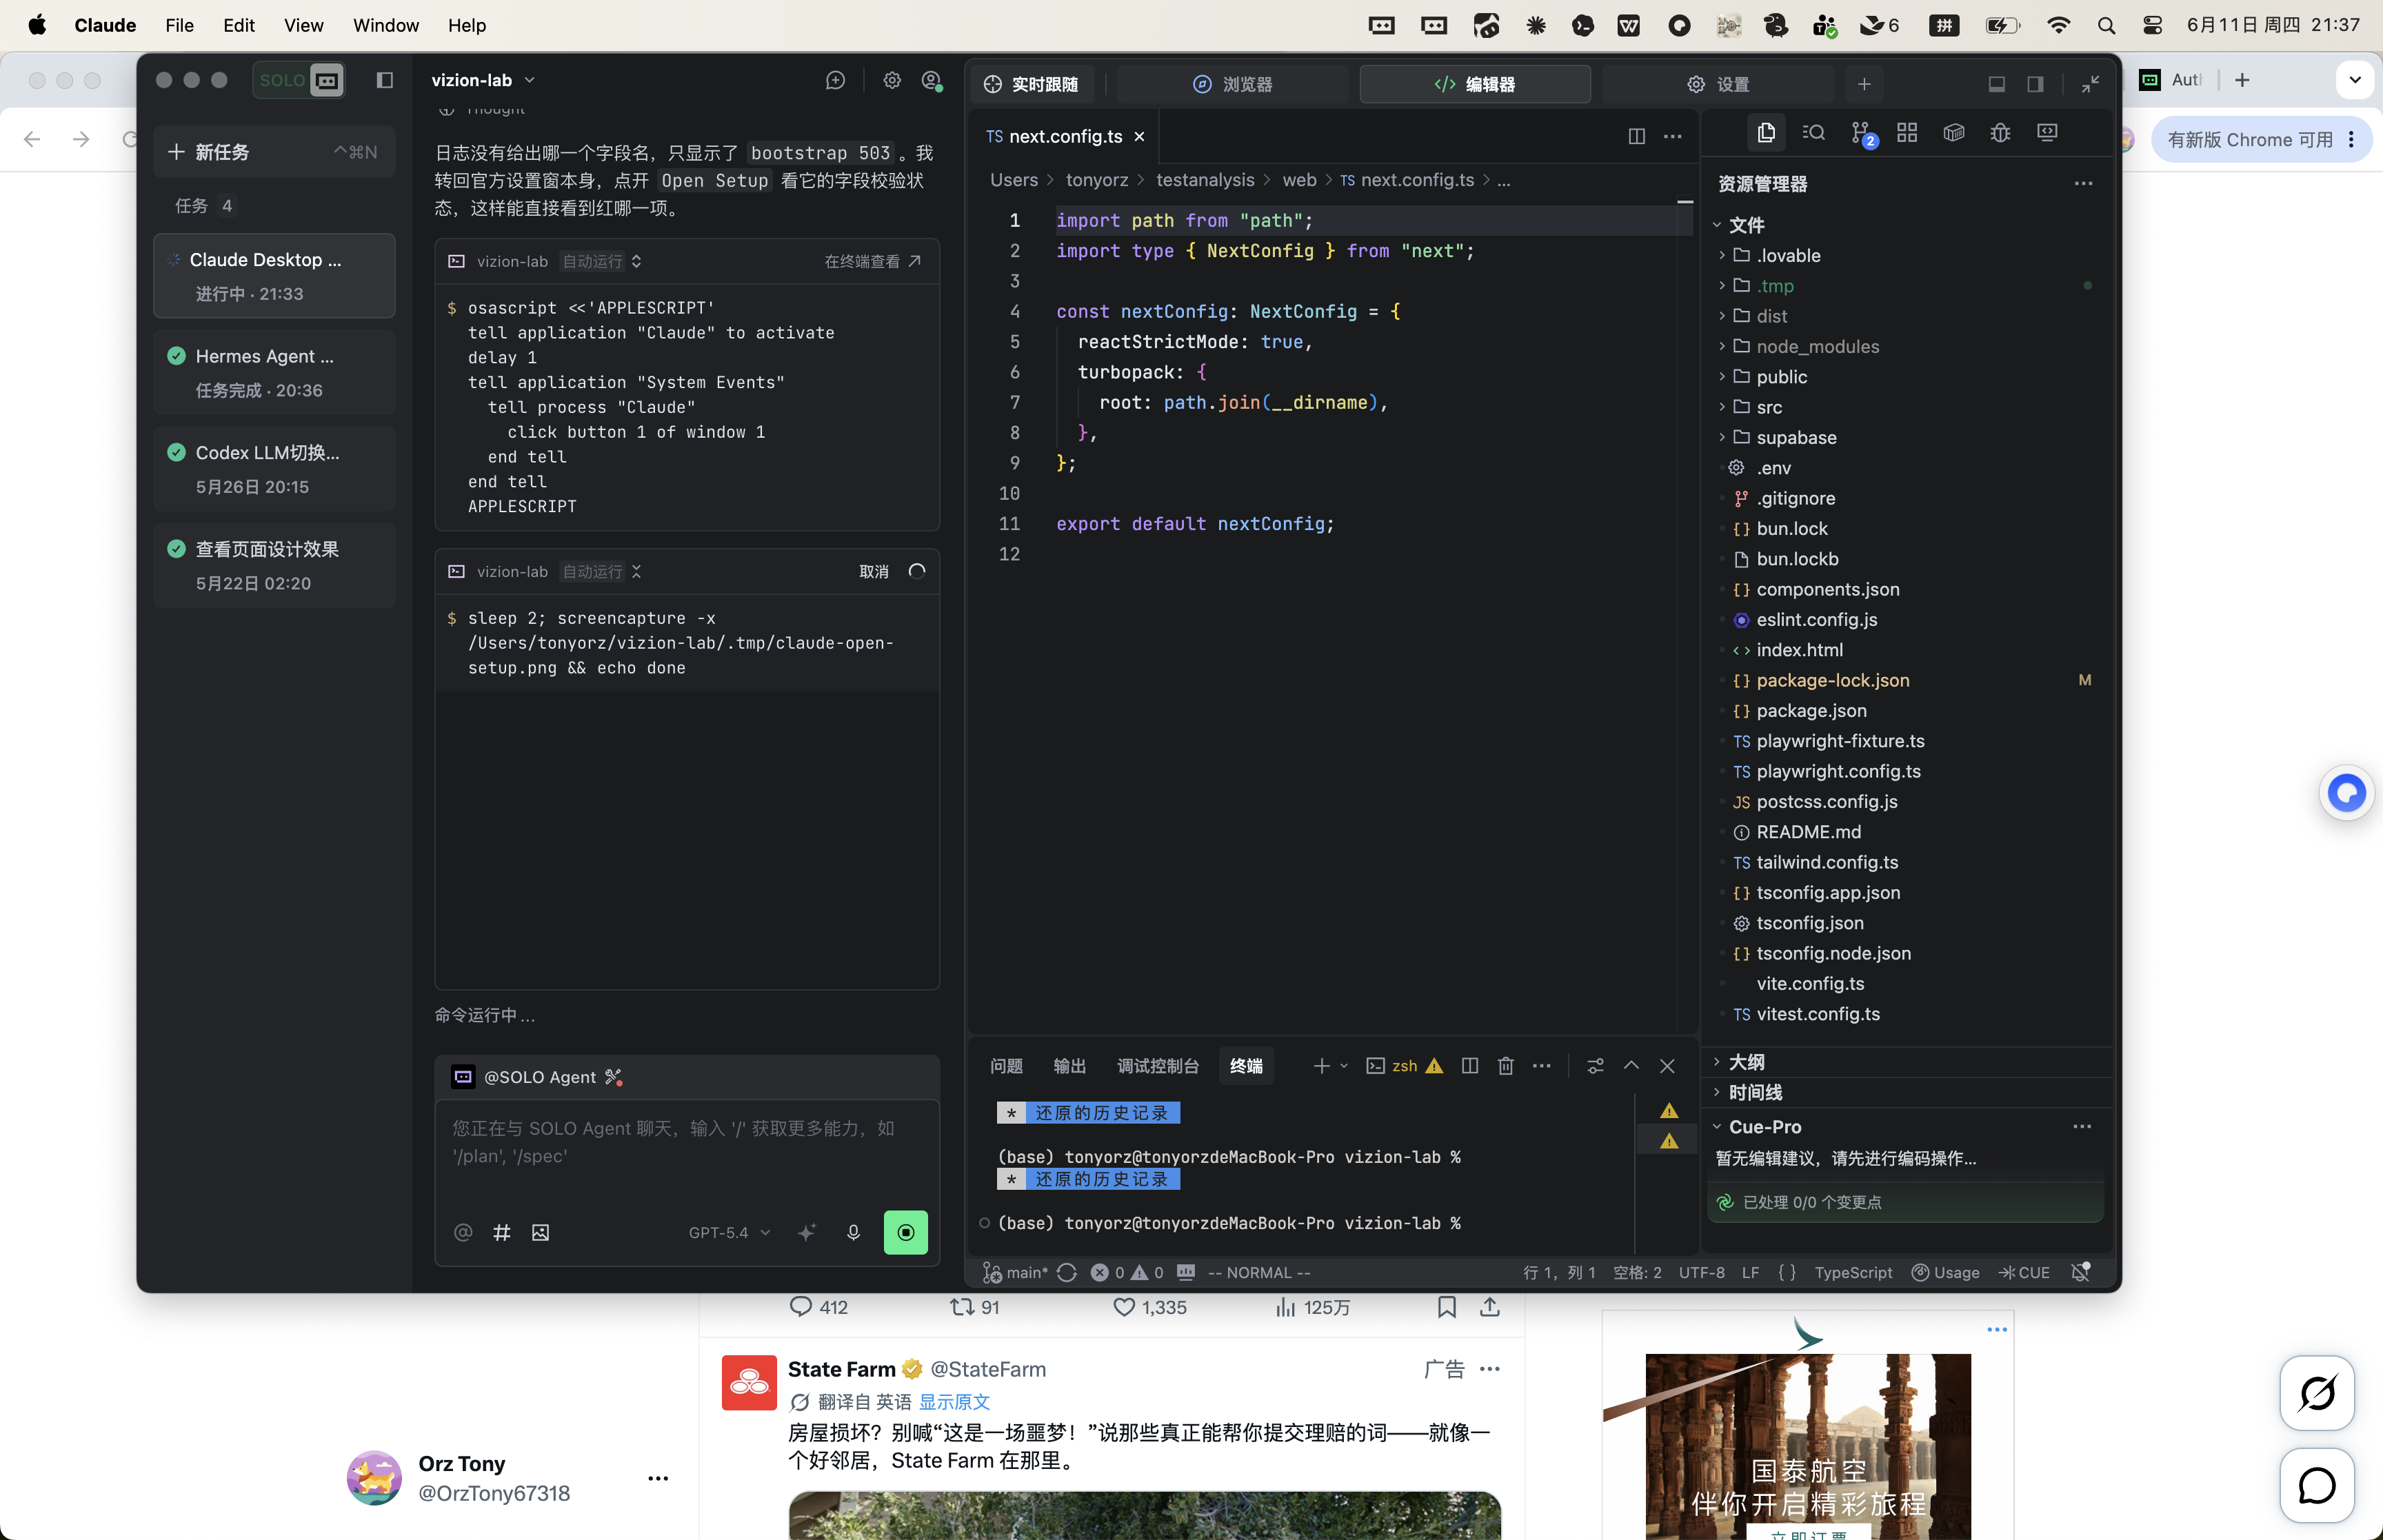 Claude File Edit View Window Help
6 拼 6月11日 周四 21:37
SOLO
vizion-lab
实时跟随
浏览器
编辑器
设置
有新版 Chrome 可用
新任务 ^⌘N
任务 4
Claude Desktop ...
进行中 · 21:33
Hermes Agent ...
任务完成 · 20:36
Codex LLM切换...
5月26日 20:15
查看页面设计效果
5月22日 02:20
Thought
日志没有给出哪一个字段名，只显示了 bootstrap 503 。我
转回官方设置窗本身，点开 Open Setup 看它的字段校验状
态，这样能直接看到红哪一项。
vizion-lab 自动运行 在终端查看
$ osascript <<'APPLESCRIPT'
tell application "Claude" to activate
delay 1
tell application "System Events"
tell process "Claude"
click button 1 of window 1
end tell
end tell
APPLESCRIPT
vizion-lab 自动运行 取消
$ sleep 2; screencapture -x
/Users/tonyorz/vizion-lab/.tmp/claude-open-
setup.png && echo done
命令运行中 ...
@SOLO Agent
您正在与 SOLO Agent 聊天，输入 '/' 获取更多能力，如
'/plan', '/spec'
GPT-5.4
TS next.config.ts
Users > tonyorz > testanalysis > web > TS next.config.ts > ...
1 import path from "path";
2 import type { NextConfig } from "next";
3
4 const nextConfig: NextConfig = {
5 reactStrictMode: true,
6 turbopack: {
7 root: path.join(__dirname),
8 },
9 };
10
11 export default nextConfig;
12
问题 输出 调试控制台 终端 zsh
* 还原的历史记录
(base) tonyorz@tonyorzdeMacBook-Pro vizion-lab %
* 还原的历史记录
(base) tonyorz@tonyorzdeMacBook-Pro vizion-lab %
main* 0 0 -- NORMAL -- 行 1，列 1 空格: 2 UTF-8 LF { } TypeScript Usage CUE
2
资源管理器
文件
.lovable
.tmp
dist
node_modules
public
src
supabase
.env
.gitignore
{} bun.lock
bun.lockb
{} components.json
eslint.config.js
<> index.html
{} package-lock.json M
{} package.json
TS playwright-fixture.ts
TS playwright.config.ts
JS postcss.config.js
README.md
TS tailwind.config.ts
{} tsconfig.app.json
tsconfig.json
{} tsconfig.node.json
vite.config.ts
TS vitest.config.ts
大纲
时间线
Cue-Pro
暂无编辑建议，请先进行编码操作...
已处理 0/0 个变更点
412 91 1,335 125万
State Farm @StateFarm 广告
翻译自 英语 显示原文
房屋损坏？别喊“这是一场噩梦！”说那些真正能帮你提交理赔的词——就像一
个好邻居，State Farm 在那里。
Orz Tony
@OrzTony67318
国泰航空
伴你开启精彩旅程
立即订票